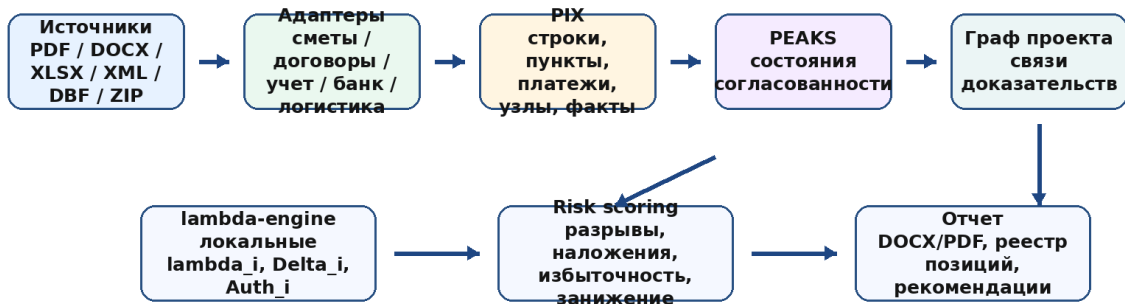 Источники
PDF / DOCX /
XLSX / XML /
DBF / ZIP
Адаптеры
сметы /
договоры /
учет / банк /
логистика
PIX
строки,
пункты,
платежи,
узлы, факты
PEAKS
состояния
согласованности
Граф проекта
связи
доказательств
lambda-engine
локальные
lambda_i, Delta_i,
Auth_i
Risk scoring
разрывы,
наложения,
избыточность,
занижение
Отчет
DOCX/PDF, реестр
позиций,
рекомендации